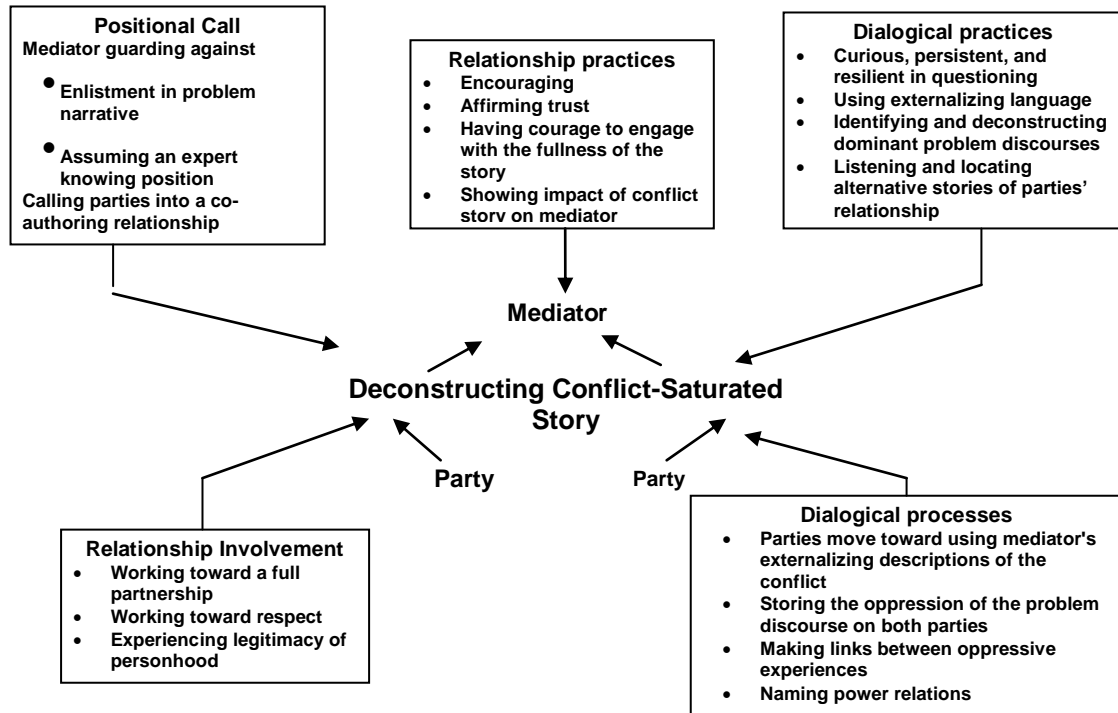 Positional Call
Mediator guarding against
• Enlistment in problem
narrative
• Assuming an expert
knowing position
Calling parties into a co-
authoring relationship
Relationship practices
• Encouraging
• Affirming trust
• Having courage to engage
with the fullness of the
story
• Showing impact of conflict
story on mediator
Dialogical practices
• Curious, persistent, and
resilient in questioning
• Using externalizing language
• Identifying and deconstructing
dominant problem discourses
• Listening and locating
alternative stories of parties’
relationship
Mediator
Deconstructing Conflict-Saturated
Story
Party
Party
Relationship Involvement
• Working toward a full
partnership
• Working toward respect
• Experiencing legitimacy of
personhood
Dialogical processes
• Parties move toward using mediator's
externalizing descriptions of the
conflict
• Storing the oppression of the problem
discourse on both parties
• Making links between oppressive
experiences
• Naming power relations